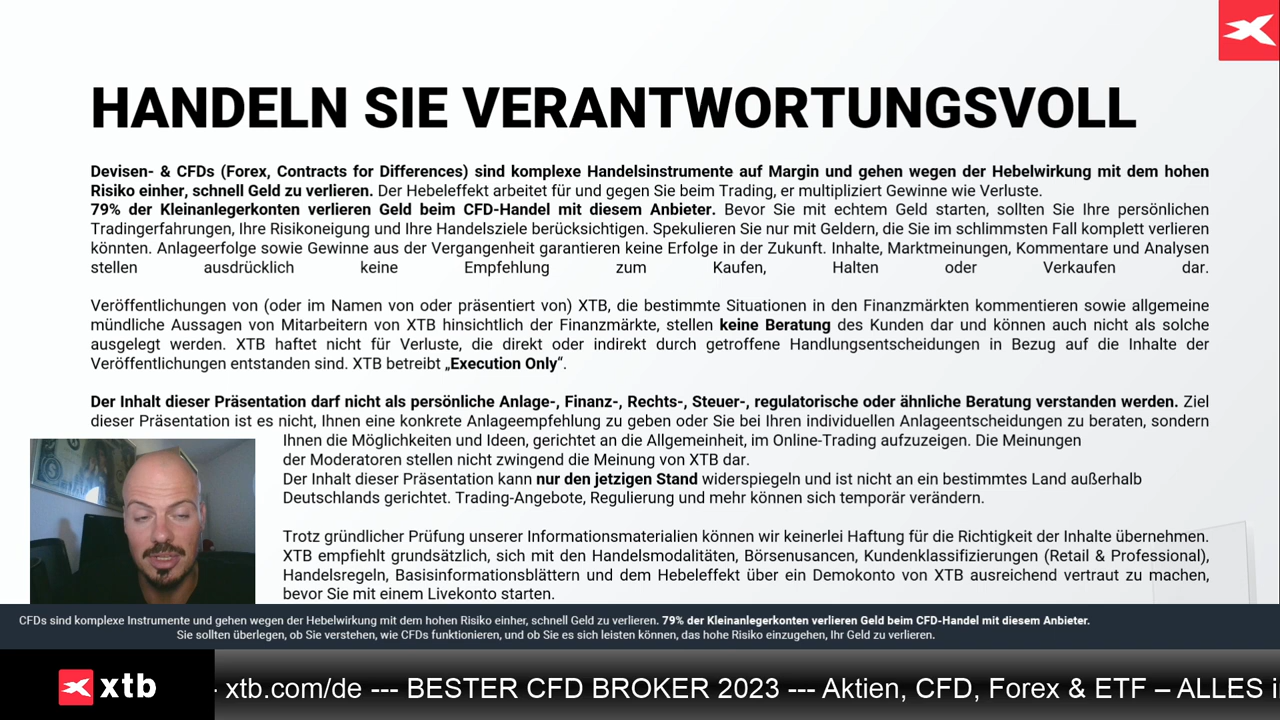 HANDELN SIE VERANTWORTUNGSVOLL
Devisen- & CFDs (Forex, Contracts for Differences) sind komplexe Handelsinstrumente auf Margin und gehen wegen der Hebelwirkung mit dem hohen
Risiko einher, schnell Geld zu verlieren. Der Hebeleffekt arbeitet für und gegen Sie beim Trading, er multipliziert Gewinne wie Verluste.
79% der Kleinanlegerkonten verlieren Geld beim CFD-Handel mit diesem Anbieter. Bevor Sie mit echtem Geld starten, sollten Sie Ihre persönlichen
Tradingerfahrungen, Ihre Risikoneigung und Ihre Handelsziele berücksichtigen. Spekulieren Sie nur mit Geldern, die Sie im schlimmsten Fall komplett verlieren
könnten. Anlageerfolge sowie Gewinne aus der Vergangenheit garantieren keine Erfolge in der Zukunft. Inhalte, Marktmeinungen, Kommentare und Analysen
stellen ausdrücklich keine Empfehlung zum Kaufen, Halten oder Verkaufen dar.
Veröffentlichungen von (oder im Namen von oder präsentiert von) XTB, die bestimmte Situationen in den Finanzmärkten kommentieren sowie allgemeine
mündliche Aussagen von Mitarbeitern von XTB hinsichtlich der Finanzmärkte, stellen keine Beratung des Kunden dar und können auch nicht als solche
ausgelegt werden. XTB haftet nicht für Verluste, die direkt oder indirekt durch getroffene Handlungsentscheidungen in Bezug auf die Inhalte der
Veröffentlichungen entstanden sind. XTB betreibt „Execution Only“.
Der Inhalt dieser Präsentation darf nicht als persönliche Anlage-, Finanz-, Rechts-, Steuer-, regulatorische oder ähnliche Beratung verstanden werden. Ziel
dieser Präsentation ist es nicht, Ihnen eine konkrete Anlageempfehlung zu geben oder Sie bei Ihren individuellen Anlageentscheidungen zu beraten, sondern
Ihnen die Möglichkeiten und Ideen, gerichtet an die Allgemeinheit, im Online-Trading aufzuzeigen. Die Meinungen
der Moderatoren stellen nicht zwingend die Meinung von XTB dar.
Der Inhalt dieser Präsentation kann nur den jetzigen Stand widerspiegeln und ist nicht an ein bestimmtes Land außerhalb
Deutschlands gerichtet. Trading-Angebote, Regulierung und mehr können sich temporär verändern.
Trotz gründlicher Prüfung unserer Informationsmaterialien können wir keinerlei Haftung für die Richtigkeit der Inhalte übernehmen.
XTB empfiehlt grundsätzlich, sich mit den Handelsmodalitäten, Börsenusancen, Kundenklassifizierungen (Retail & Professional),
Handelsregeln, Basisinformationsblättern und dem Hebeleffekt über ein Demokonto von XTB ausreichend vertraut zu machen,
bevor Sie mit einem Livekonto starten.
CFDs sind komplexe Instrumente und gehen wegen der Hebelwirkung mit dem hohen Risiko einher, schnell Geld zu verlieren. 79% der Kleinanlegerkonten verlieren Geld beim CFD-Handel mit diesem Anbieter.
Sie sollten überlegen, ob Sie verstehen, wie CFDs funktionieren, und ob Sie es sich leisten können, das hohe Risiko einzugehen, Ihr Geld zu verlieren.
xtb - xtb.com/de --- BESTER CFD BROKER 2023 --- Aktien, CFD, Forex & ETF – ALLES i